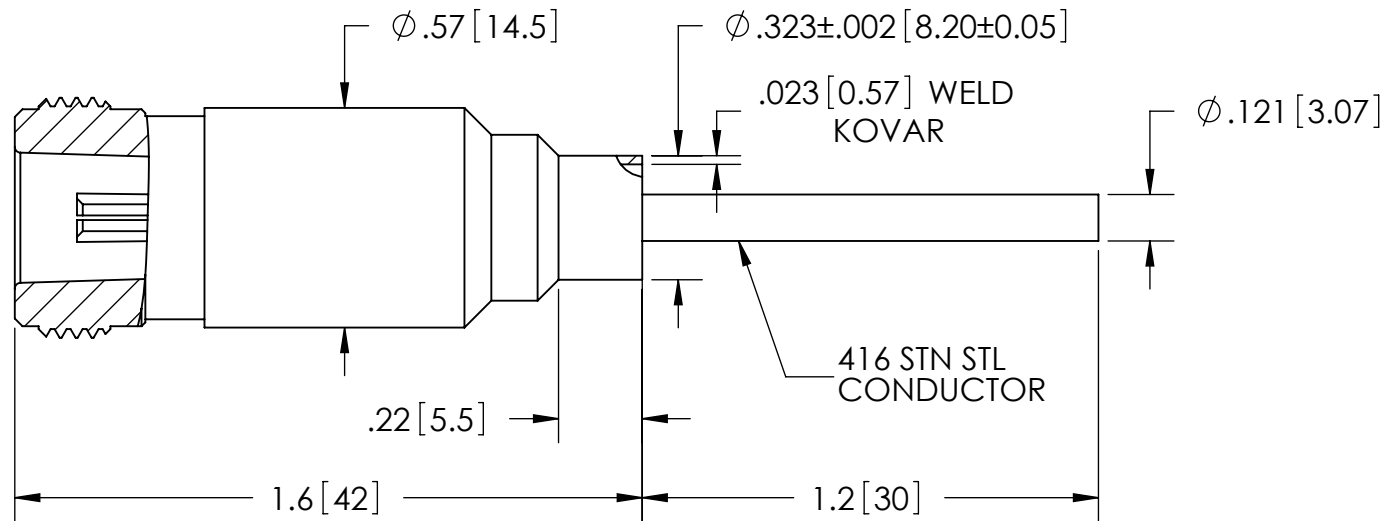 ⌀.57[14.5]
⌀.323±.002[8.20±0.05]
.023[0.57] WELD
KOVAR
⌀.121[3.07]
416 STN STL
CONDUCTOR
.22[5.5]
1.6[42]
1.2[30]